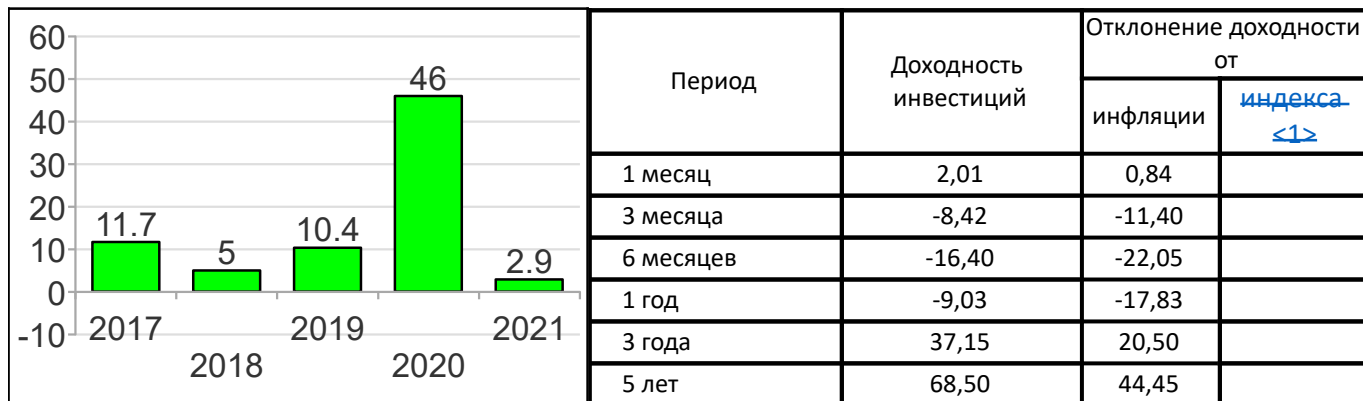 60
50
40
30
20
10
0
-10
11.7
5
10.4
46
2.9
2017
2018
2019
2020
2021
Период
Доходность
инвестиций
Отклонение доходности
от
инфляции
индекса
<1>
1 месяц 2,01 0,84
3 месяца -8,42 -11,40
6 месяцев -16,40 -22,05
1 год -9,03 -17,83
3 года 37,15 20,50
5 лет 68,50 44,45